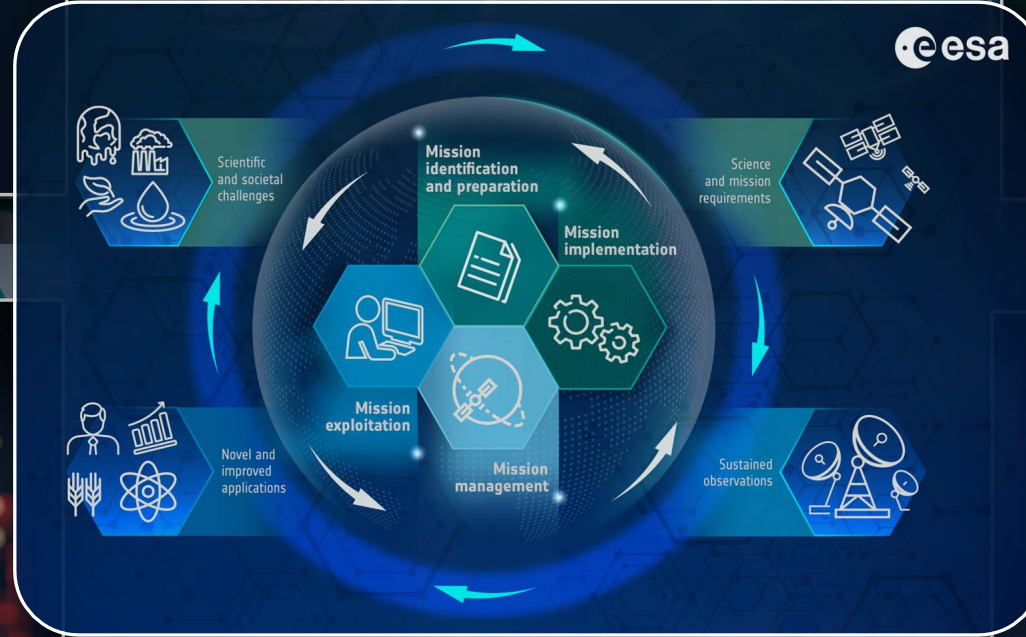 esa
Mission
identification
and preparation
Scientific
and societal
challenges
Science
and mission
requirements
Mission
implementation
Mission
exploitation
Novel and
improved
applications
Mission
management
Sustained
observations